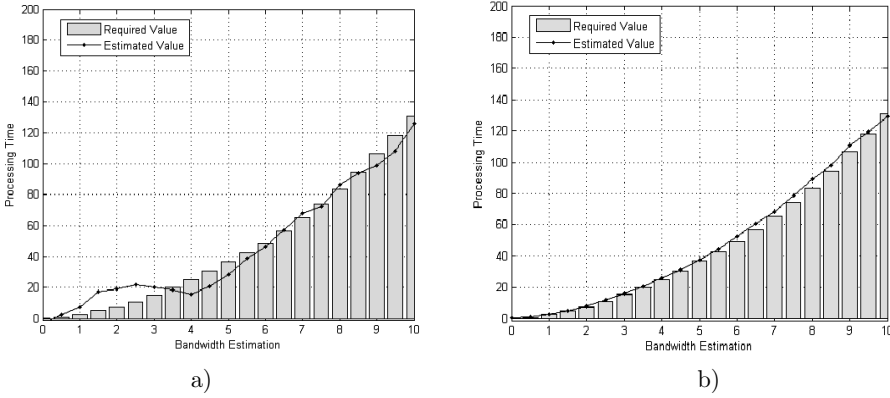 200
180
160
140
120
100
80
60
40
20
0
Processing Time
Required Value
Estimated Value
0 1 2 3 4 5 6 7 8 9 10
Bandwidth Estimation
a)
200
180
160
140
120
100
80
60
40
20
0
Processing Time
Required Value
Estimated Value
0 1 2 3 4 5 6 7 8 9 10
Bandwidth Estimation
b)